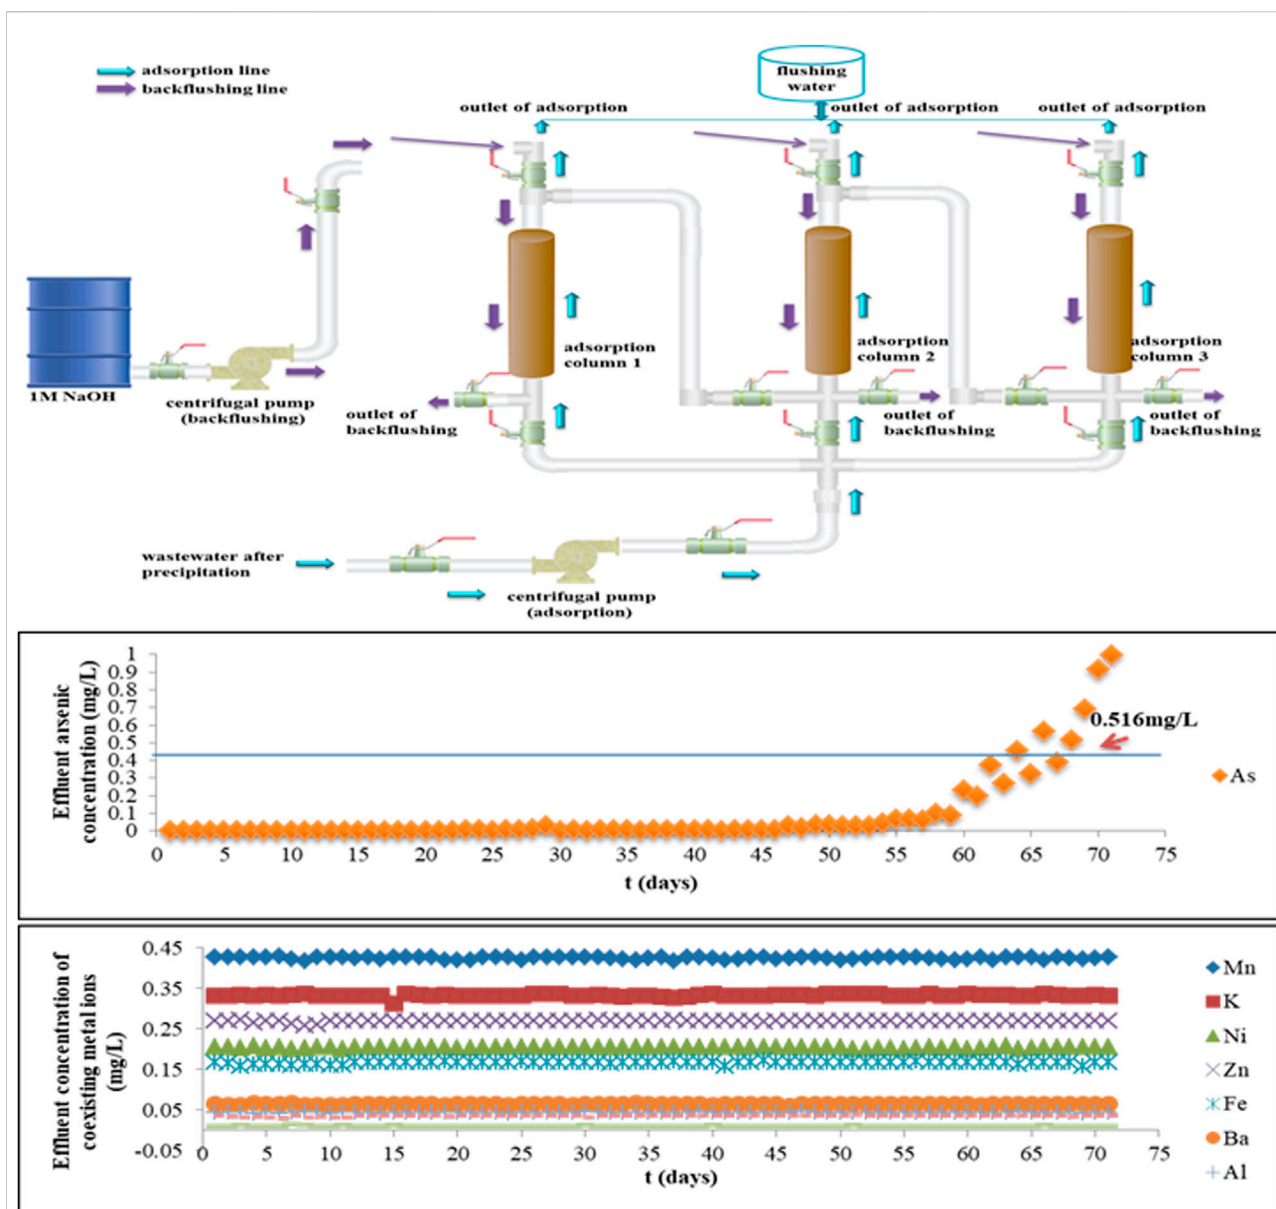 adsorption line
backflushing line
flushing
water
outlet of adsorption
outlet of adsorption
outlet of adsorption
1M NaOH
centrifugal pump
(backflushing)
adsorption
column 1
adsorption
column 2
adsorption
column 3
outlet of
backflushing
outlet of
backflushing
outlet of
backflushing
wastewater after
precipitation
centrifugal pump
(adsorption)
Effluent arsenic
concentration (mg/L)
1
0.9
0.8
0.7
0.6
0.5
0.4
0.3
0.2
0.1
0
0 5 10 15 20 25 30 35 40 45 50 55 60 65 70 75
t (days)
0.516mg/L
As
Effluent concentration of
coexisting metal ions
(mg/L)
0.45
0.35
0.25
0.15
0.05
-0.05
0 5 10 15 20 25 30 35 40 45 50 55 60 65 70 75
t (days)
Mn
K
Ni
Zn
Fe
Ba
Al